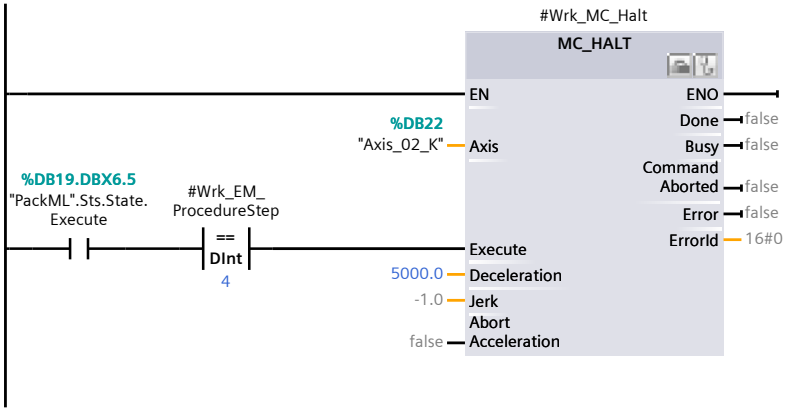 #Wrk_MC_Halt
MC_HALT
EN
ENO
%DB22
"Axis_02_K"
Axis
Done
false
Busy
false
Command
Aborted
false
Error
false
ErrorId
16#0
%DB19.DBX6.5
"PackML".Sts.State.
Execute
#Wrk_EM_
ProcedureStep
==
DInt
4
Execute
5000.0
Deceleration
-1.0
Jerk
false
Abort
Acceleration